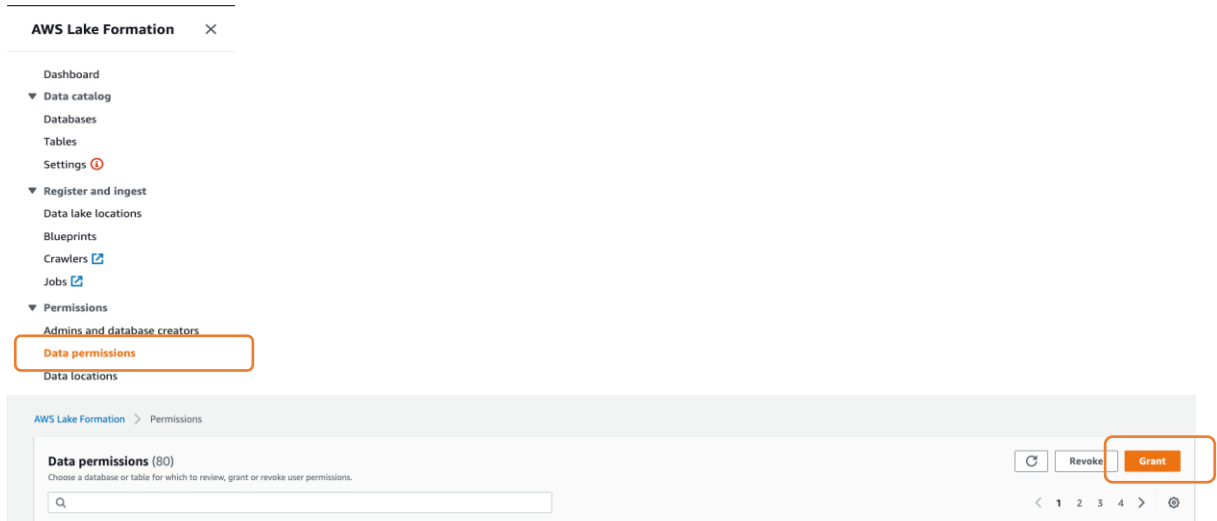 AWS Lake Formation
Dashboard
Data catalog
Databases
Tables
Settings
Register and ingest
Data lake locations
Blueprints
Crawlers
Jobs
Permissions
Admins and database creators
Data permissions
Data locations
AWS Lake Formation > Permissions
Data permissions (80)
Revoke Grant
Choose a database or table for which to review, grant or revoke user permissions.
< 1 2 3 4 >